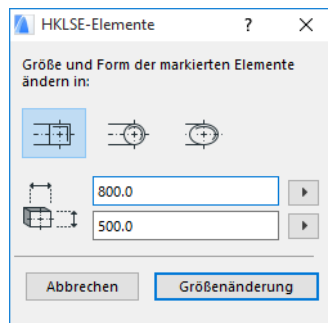 HKLSE-Elemente
?
Größe und Form der markierten Elemente
ändern in:
800.0
500.0
Abbrechen
Größenänderung